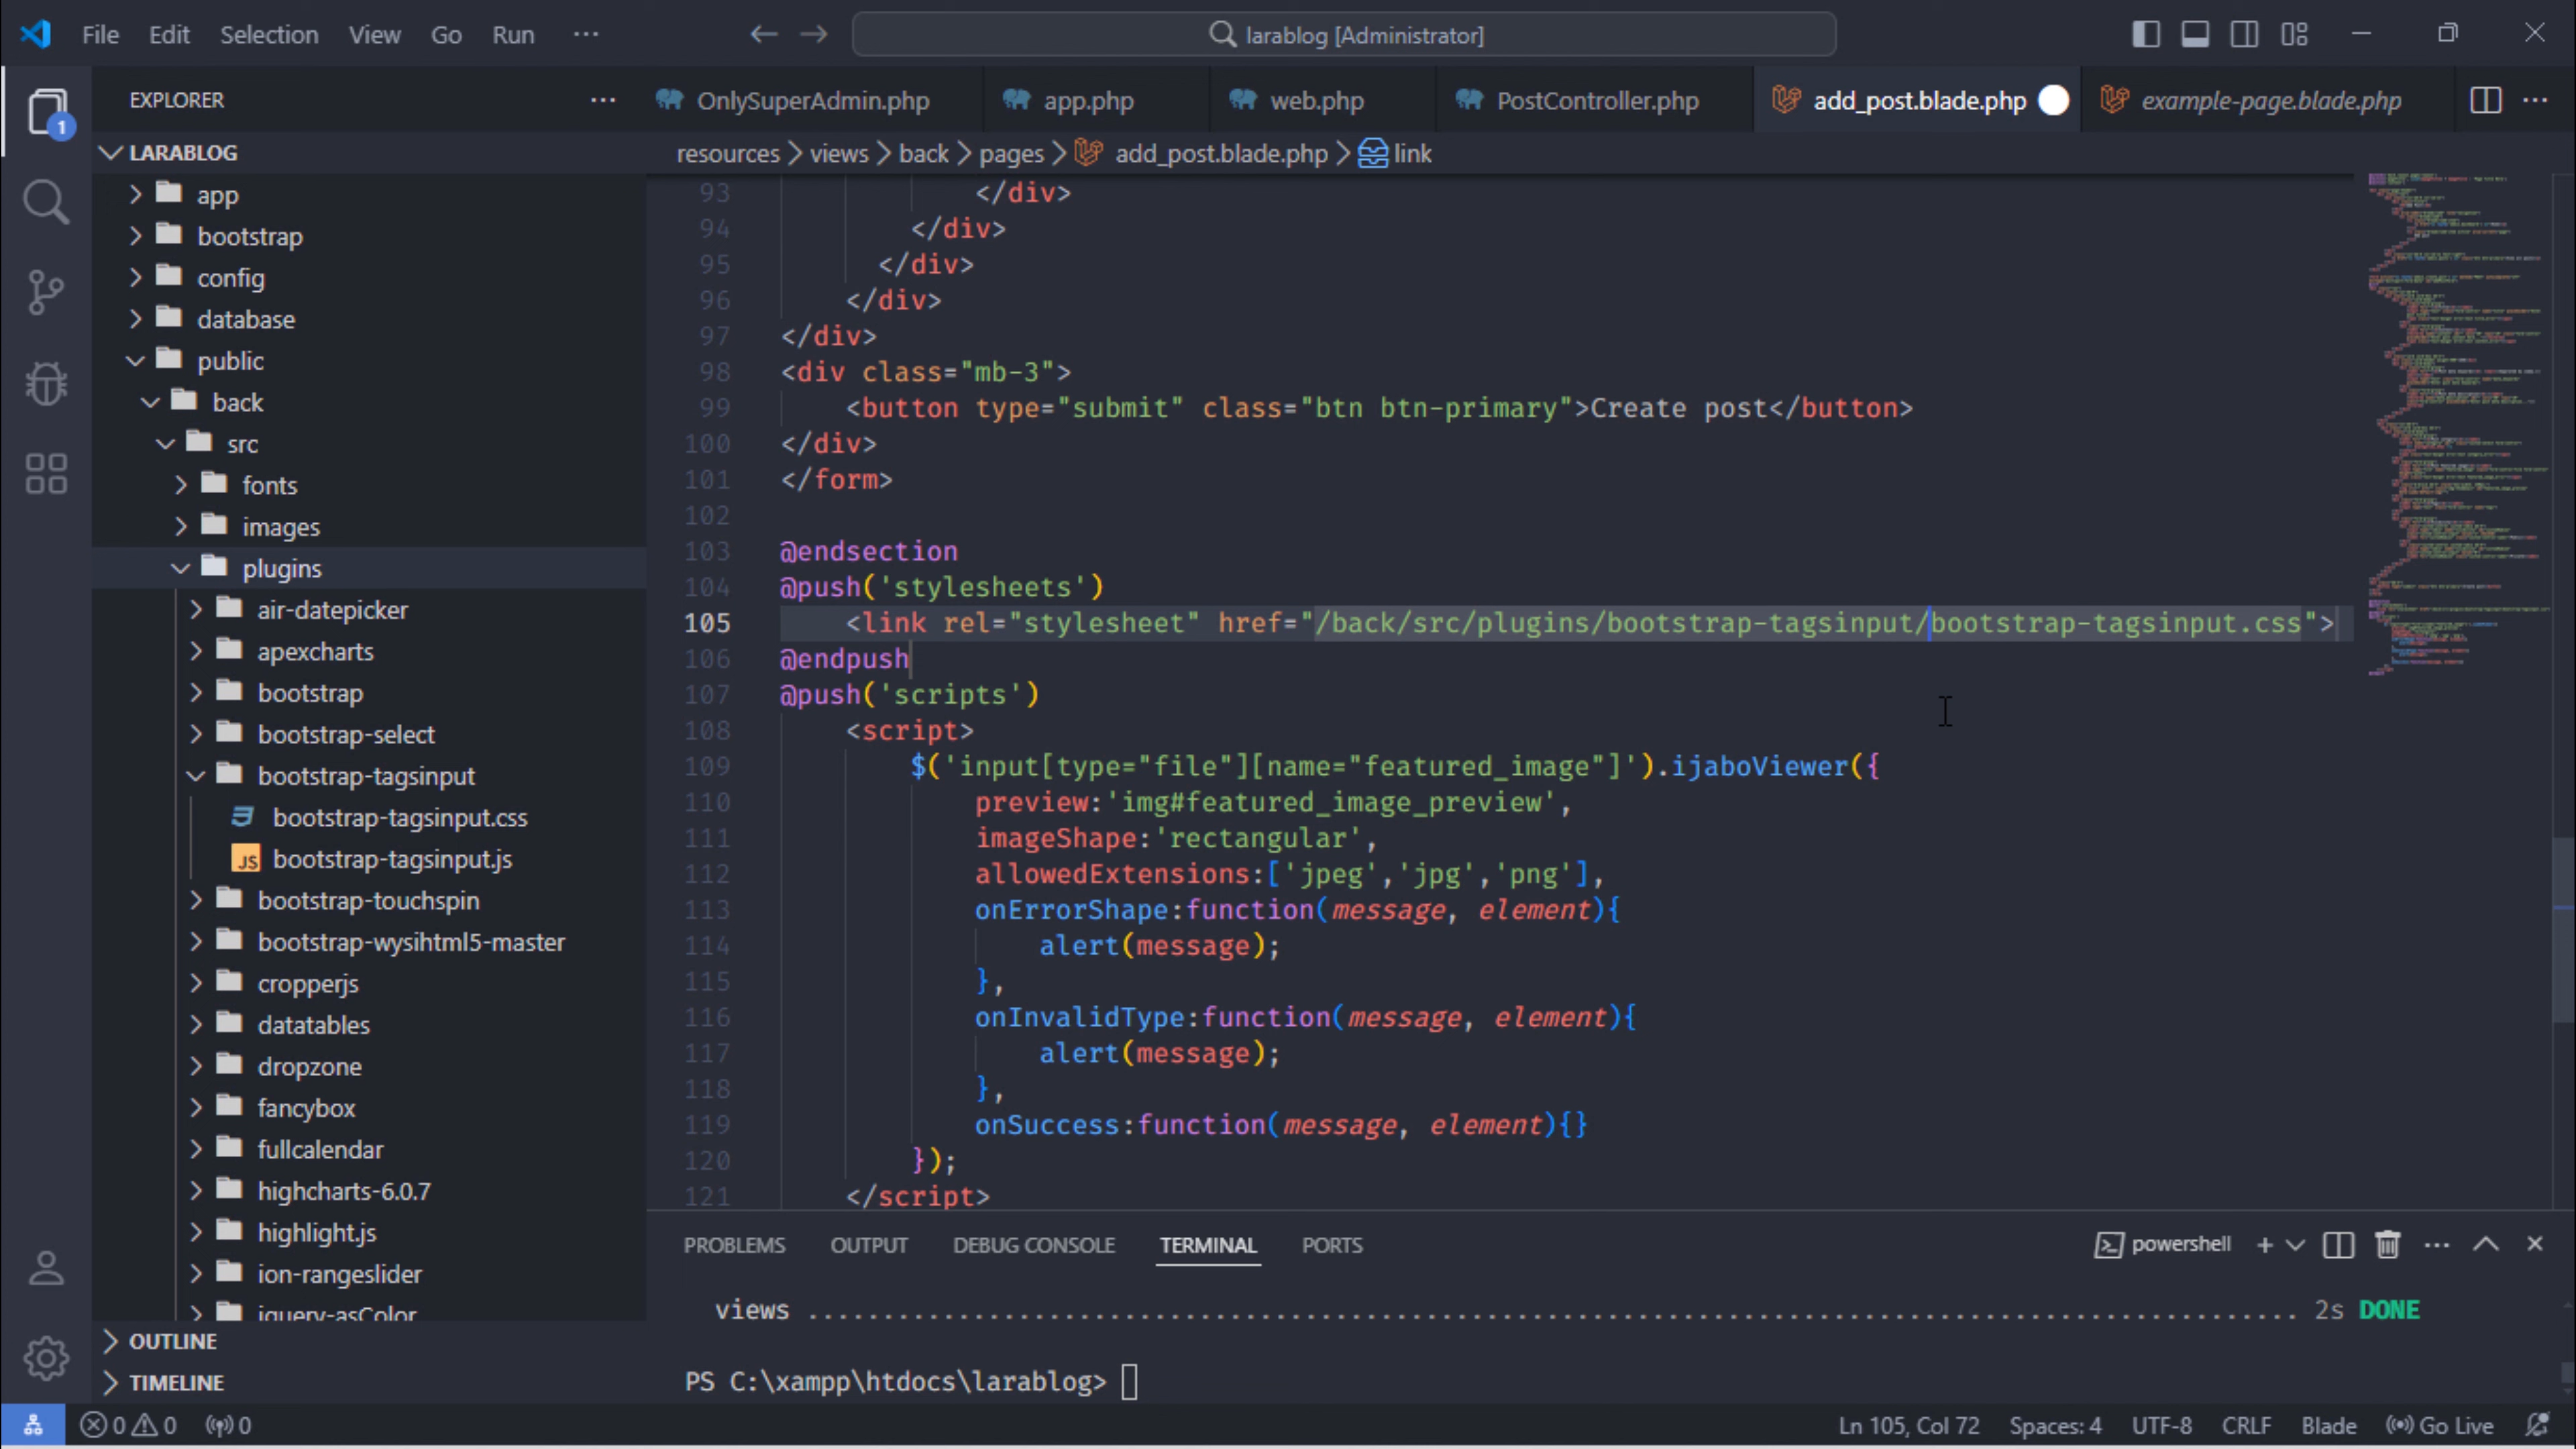 File Edit Selection View Go Run ··· larablog [Administrator]
EXPLORER ···
OnlySuperAdmin.php app.php web.php PostController.php add_post.blade.php example-page.blade.php ···
1
LARABLOG
resources > views > back > pages > add_post.blade.php > link
app
bootstrap
config
database
public
back
src
fonts
images
plugins
air-datepicker
apexcharts
bootstrap
bootstrap-select
bootstrap-tagsinput
bootstrap-tagsinput.css
JS bootstrap-tagsinput.js
bootstrap-touchspin
bootstrap-wysihtml5-master
cropperjs
datatables
dropzone
fancybox
fullcalendar
highcharts-6.0.7
highlight.js
ion-rangeslider
jquery-asColor
OUTLINE
TIMELINE
93 </div>
94 </div>
95 </div>
96 </div>
97 </div>
98 <div class="mb-3">
99 <button type="submit" class="btn btn-primary">Create post</button>
100 </div>
101 </form>
102
103 @endsection
104 @push('stylesheets')
105 <link rel="stylesheet" href="/back/src/plugins/bootstrap-tagsinput/bootstrap-tagsinput.css">
106 @endpush
107 @push('scripts')
108 <script>
109 $('input[type="file"][name="featured_image"]').ijaboViewer({
110 preview:'img#featured_image_preview',
111 imageShape:'rectangular',
112 allowedExtensions:['jpeg','jpg','png'],
113 onErrorShape:function(message, element){
114 alert(message);
115 },
116 onInvalidType:function(message, element){
117 alert(message);
118 },
119 onSuccess:function(message, element){}
120 });
121 </script>
PROBLEMS OUTPUT DEBUG CONSOLE TERMINAL PORTS powershell
views ........................................................................................... 2s DONE
PS C:\xampp\htdocs\larablog>
0 0 0 Ln 105, Col 72 Spaces: 4 UTF-8 CRLF Blade Go Live